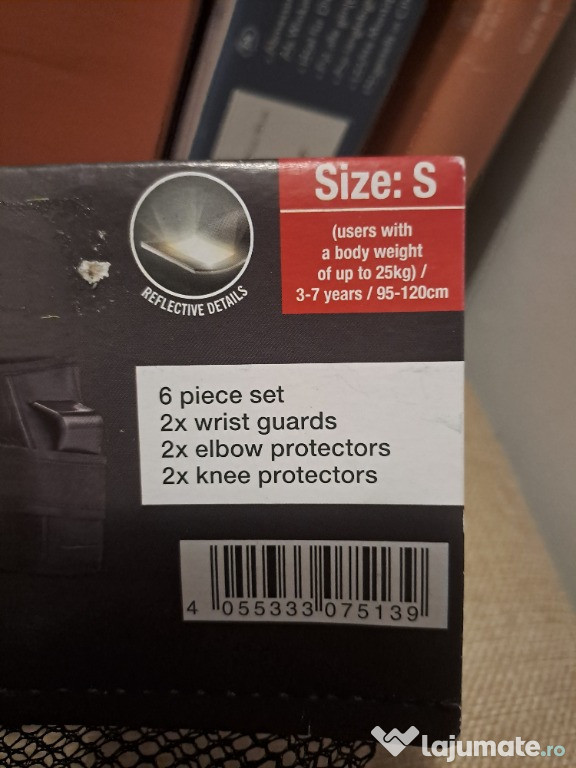 Size: S
(users with
a body weight
of up to 25kg) /
3-7 years / 95-120cm
REFLECTIVE DETAILS
6 piece set
2x wrist guards
2x elbow protectors
2x knee protectors
4 055333 075139
Lajumate.ro